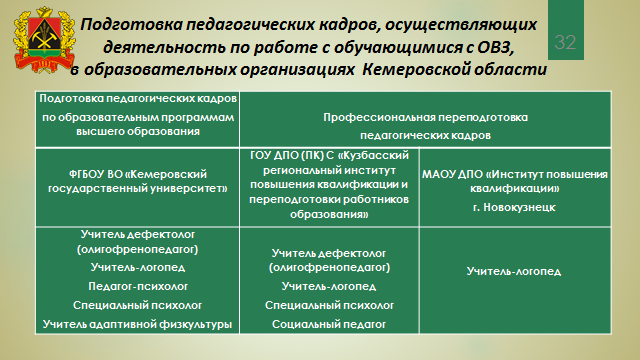 Подготовка педагогических кадров, осуществляющих
деятельность по работе с обучающимися с ОВЗ,
в образовательных организациях Кемеровской области
32
Подготовка педагогических кадров
по образовательным программам
высшего образования
Профессиональная переподготовка
педагогических кадров
ФГБОУ ВО «Кемеровский
государственный университет»
ГОУ ДПО (ПК) С «Кузбасский
региональный институт
повышения квалификации и
переподготовки работников
образования»
МАОУ ДПО «Институт повышения
квалификации»
г. Новокузнецк
Учитель дефектолог
(олигофренопедагог)
Учитель-логопед
Педагог-психолог
Специальный психолог
Учитель адаптивной физкультуры
Учитель дефектолог
(олигофренопедагог)
Учитель-логопед
Специальный психолог
Социальный педагог
Учитель-логопед